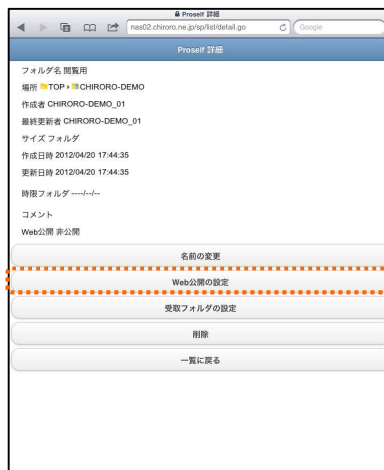 Proself 詳細
nas02.chiroro.ne.jp/sp/list/detail.go
Google
Proself 詳細
フォルダ名 閲覧用
場所 TOP CHIRORO-DEMO
作成者 CHIRORO-DEMO_01
最終更新者 CHIRORO-DEMO_01
サイズ フォルダ
作成日時 2012/04/20 17:44:35
更新日時 2012/04/20 17:44:35
時限フォルダ ----/--/--
コメント
Web公開 非公開
名前の変更
Web公開の設定
受取フォルダの設定
削除
一覧に戻る